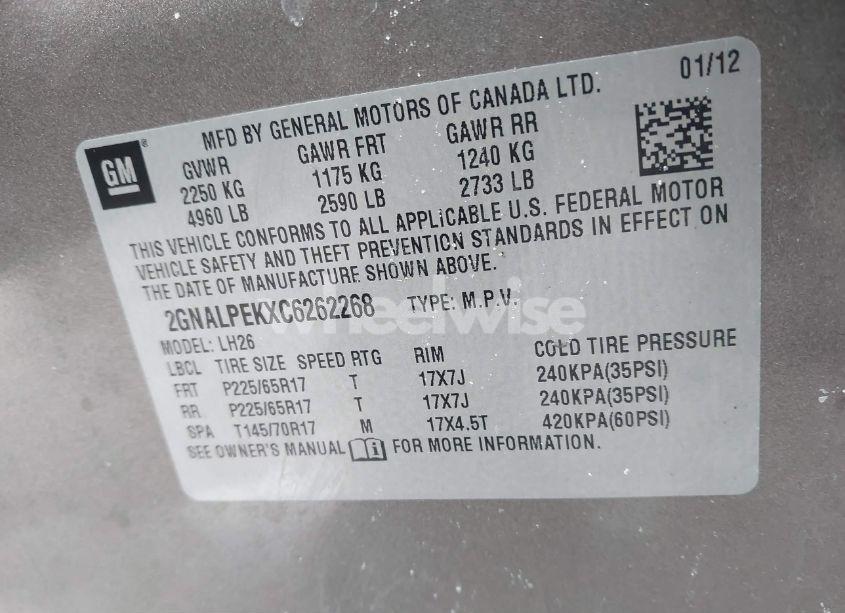 01/12
MFD BY GENERAL MOTORS OF CANADA LTD.
GM
GVWR GAWR FRT GAWR RR
2250 KG 1175 KG 1240 KG
4960 LB 2590 LB 2733 LB
THIS VEHICLE CONFORMS TO ALL APPLICABLE U.S. FEDERAL MOTOR
VEHICLE SAFETY AND THEFT PREVENTION STANDARDS IN EFFECT ON
THE DATE OF MANUFACTURE SHOWN ABOVE.
2GNALPEKXC6262268 TYPE: M.P.V.
wheelwise
MODEL: LH26
LBCL TIRE SIZE SPEED RTG RIM COLD TIRE PRESSURE
FRT P225/65R17 T 17X7J 240KPA(35PSI)
RR P225/65R17 T 17X7J 240KPA(35PSI)
SPA T145/70R17 M 17X4.5T 420KPA(60PSI)
SEE OWNER'S MANUAL FOR MORE INFORMATION.